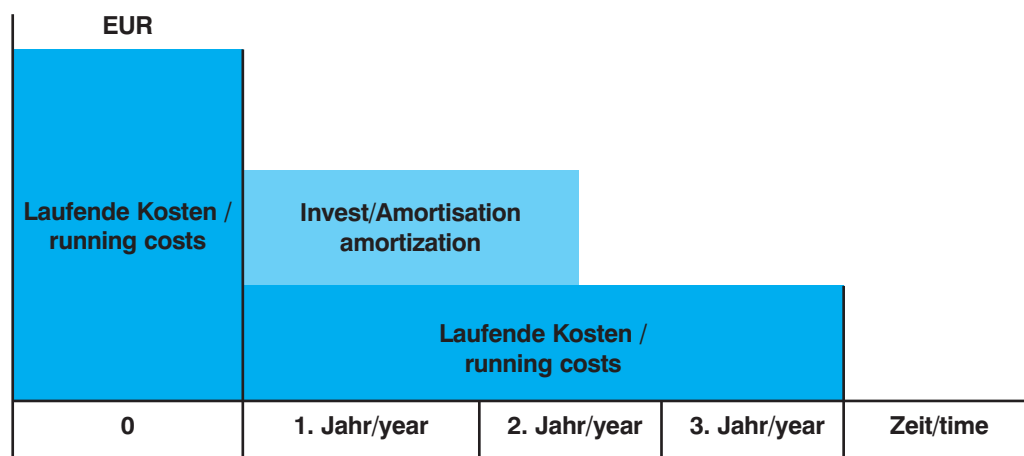 EUR
Laufende Kosten /
running costs
Invest/Amortisation
amortization
Laufende Kosten /
running costs
0
1. Jahr/year
2. Jahr/year
3. Jahr/year
Zeit/time